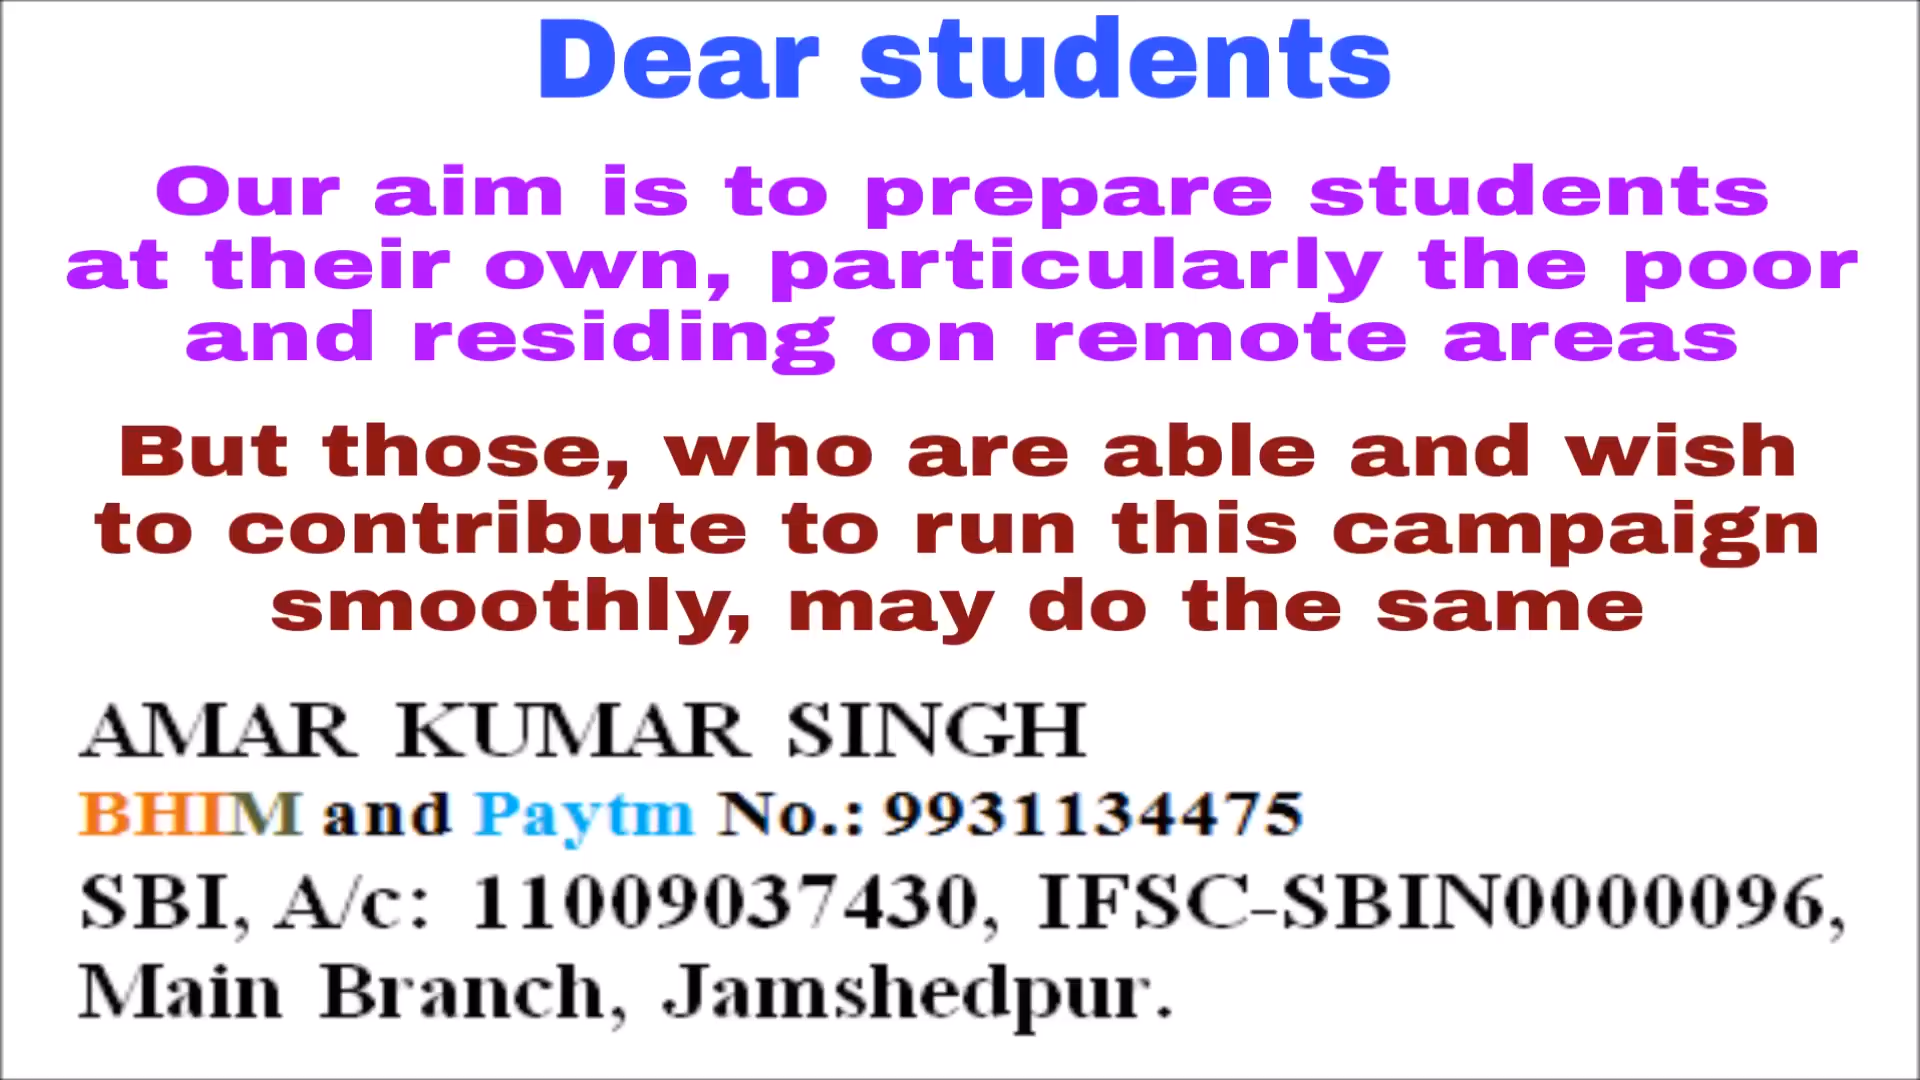 Dear students
Our aim is to prepare students
at their own, particularly the poor
and residing on remote areas
But those, who are able and wish
to contribute to run this campaign
smoothly, may do the same
AMAR KUMAR SINGH
BHIM and Paytm No.: 9931134475
SBI, A/c: 11009037430, IFSC-SBIN0000096,
Main Branch, Jamshedpur.